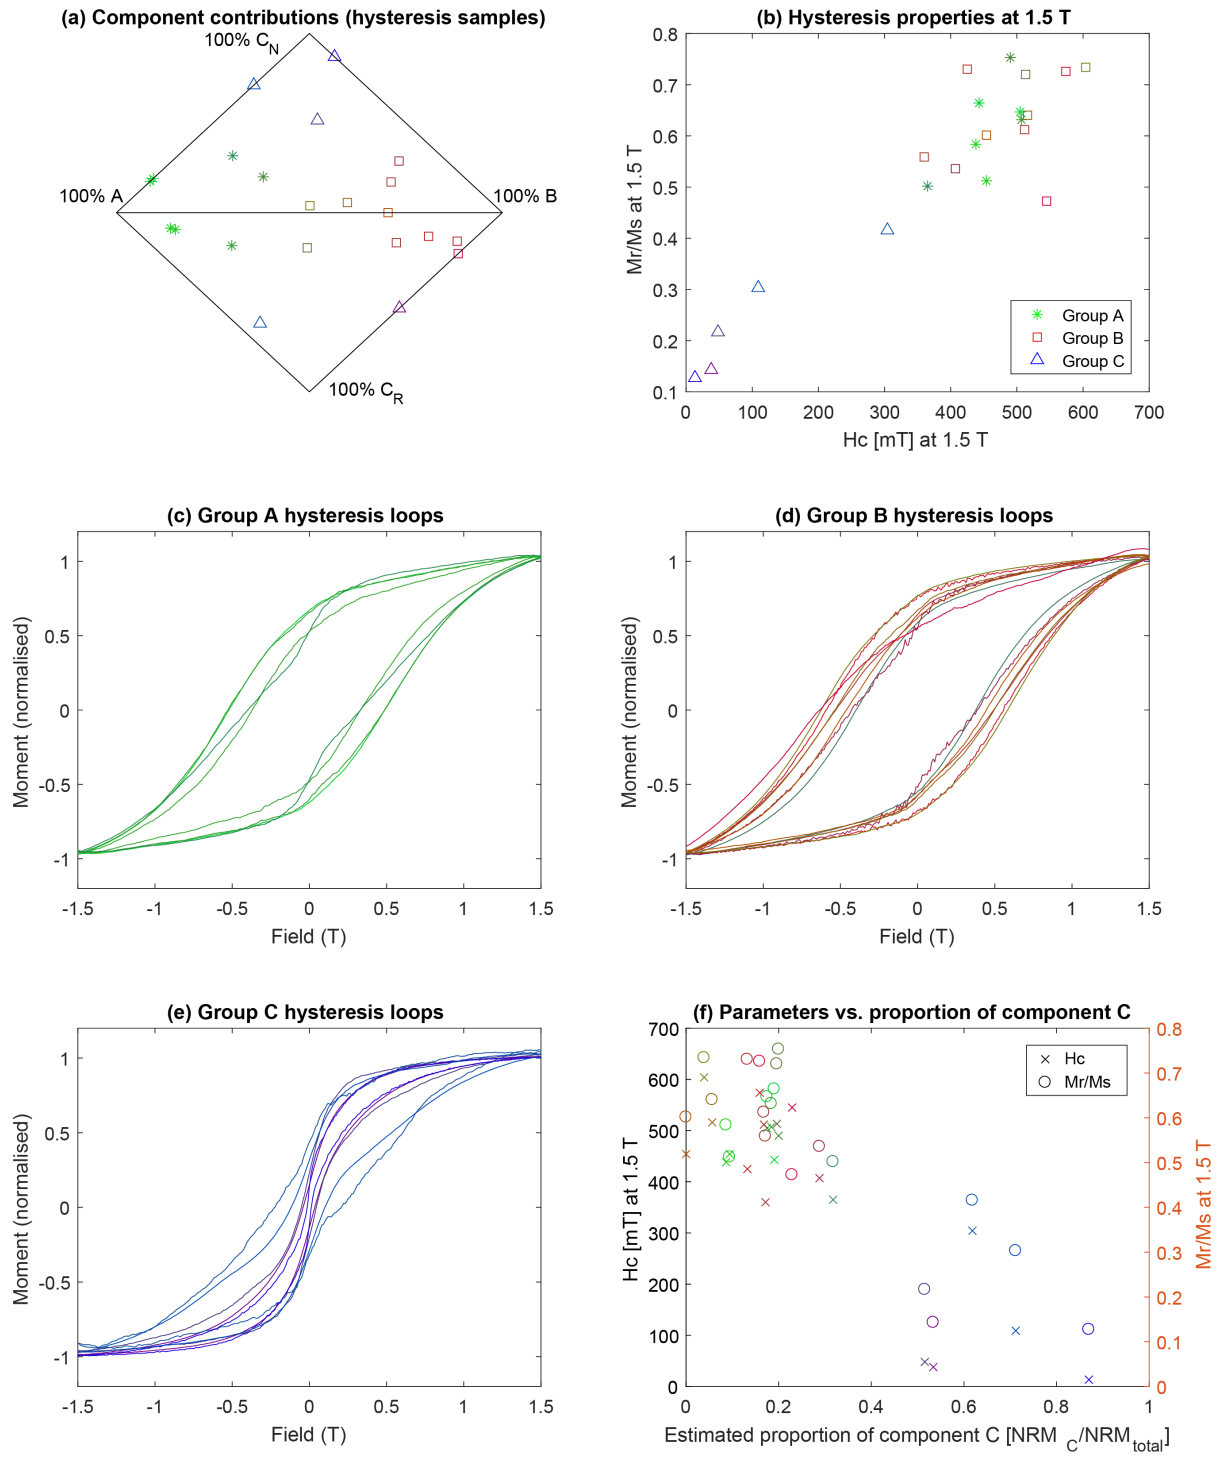 (a) Component contributions (hysteresis samples)
100% C_N
100% A
100% B
100% C_R
(b) Hysteresis properties at 1.5 T
0.8
0.7
0.6
0.5
0.4
0.3
0.2
0.1
Mr/Ms at 1.5 T
0 100 200 300 400 500 600 700
Hc [mT] at 1.5 T
Group A
Group B
Group C
(c) Group A hysteresis loops
1
0.5
0
-0.5
-1
Moment (normalised)
-1.5 -1 -0.5 0 0.5 1 1.5
Field (T)
(d) Group B hysteresis loops
1
0.5
0
-0.5
-1
Moment (normalised)
-1.5 -1 -0.5 0 0.5 1 1.5
Field (T)
(e) Group C hysteresis loops
1
0.5
0
-0.5
-1
Moment (normalised)
-1.5 -1 -0.5 0 0.5 1 1.5
Field (T)
(f) Parameters vs. proportion of component C
700
600
500
400
300
200
100
0
Hc [mT] at 1.5 T
Hc
Mr/Ms
0.8
0.7
0.6
0.5
0.4
0.3
0.2
0.1
0
Mr/Ms at 1.5 T
0 0.2 0.4 0.6 0.8 1
Estimated proportion of component C [NRM_C/NRM_total]